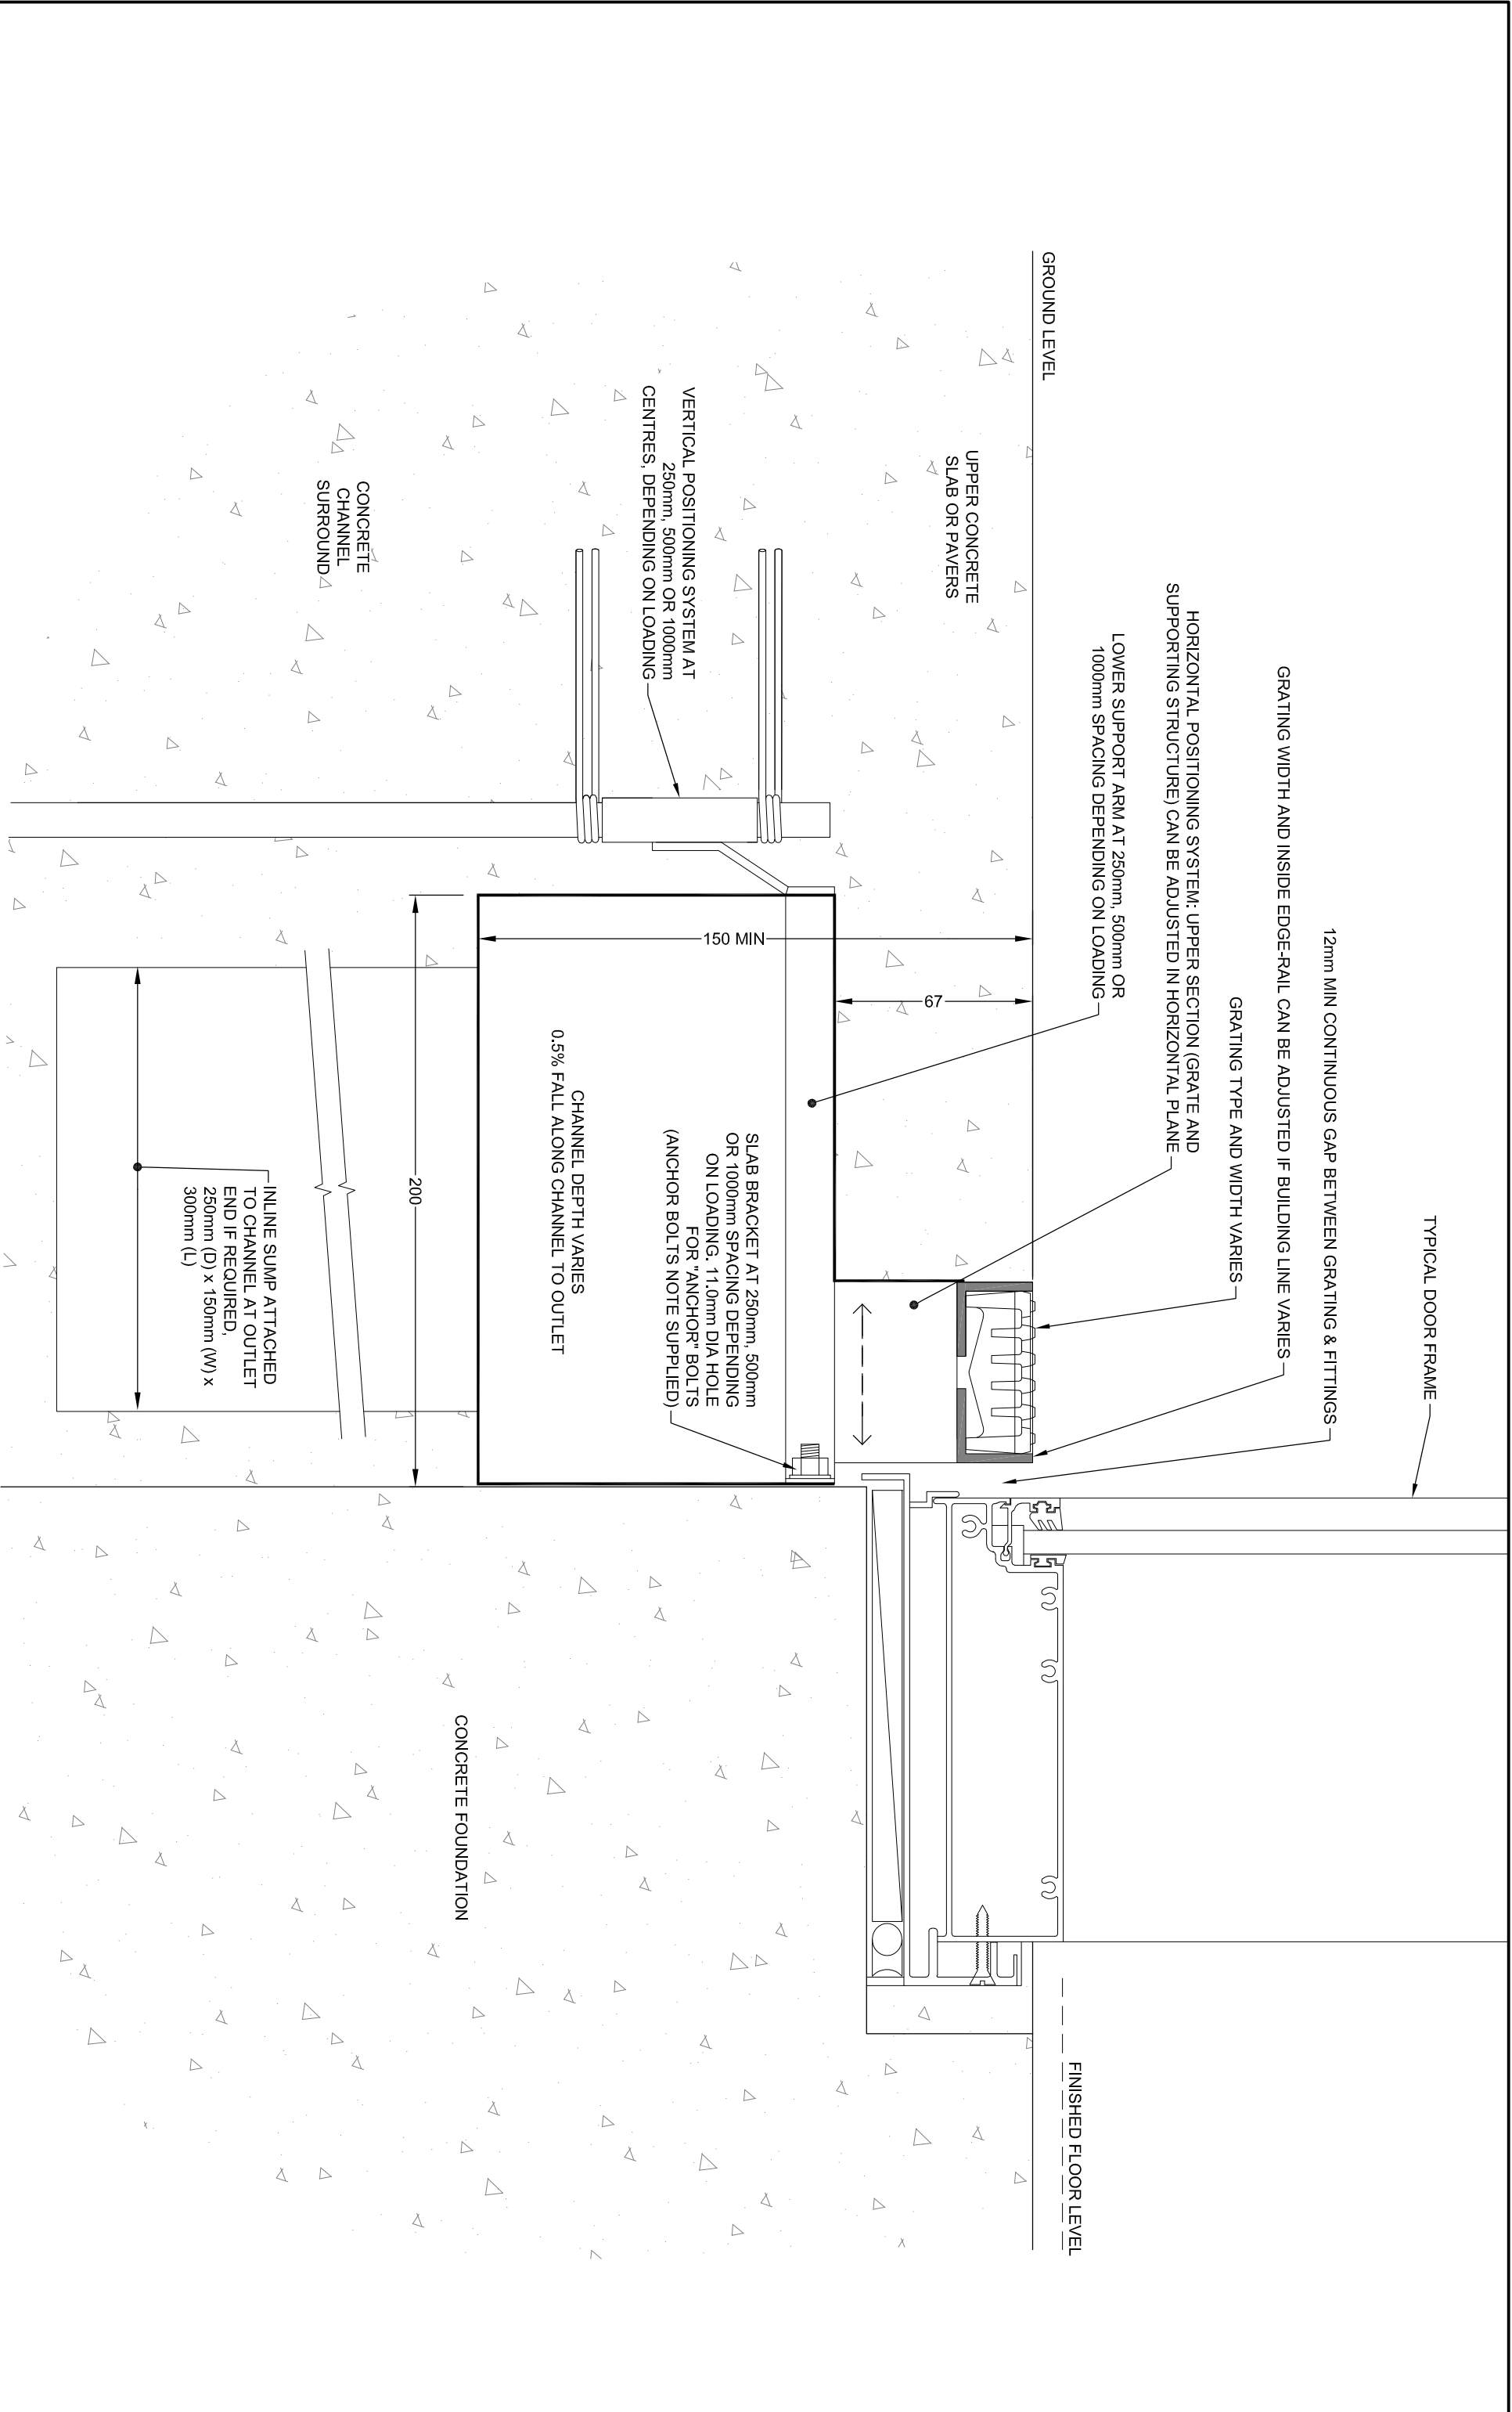 TYPICAL DOOR FRAME
12mm MIN CONTINUOUS GAP BETWEEN GRATING & FITTINGS
GRATING WIDTH AND INSIDE EDGE-RAIL CAN BE ADJUSTED IF BUILDING LINE VARIES
GRATING TYPE AND WIDTH VARIES
HORIZONTAL POSITIONING SYSTEM: UPPER SECTION (GRATE AND
SUPPORTING STRUCTURE) CAN BE ADJUSTED IN HORIZONTAL PLANE
LOWER SUPPORT ARM AT 250mm, 500mm OR
1000mm SPACING DEPENDING ON LOADING
GROUND LEVEL
FINISHED FLOOR LEVEL
UPPER CONCRETE
SLAB OR PAVERS
67
150 MIN
VERTICAL POSITIONING SYSTEM AT
250mm, 500mm OR 1000mm
CENTRES, DEPENDING ON LOADING
SLAB BRACKET AT 250mm, 500mm
OR 1000mm SPACING DEPENDING
ON LOADING. 11.0mm DIA HOLE
FOR "ANCHOR" BOLTS
(ANCHOR BOLTS NOTE SUPPLIED)
CHANNEL DEPTH VARIES
0.5% FALL ALONG CHANNEL TO OUTLET
CONCRETE FOUNDATION
200
CONCRETE
CHANNEL
SURROUND
INLINE SUMP ATTACHED
TO CHANNEL AT OUTLET
END IF REQUIRED,
250mm (D) x 150mm (W) x
300mm (L)